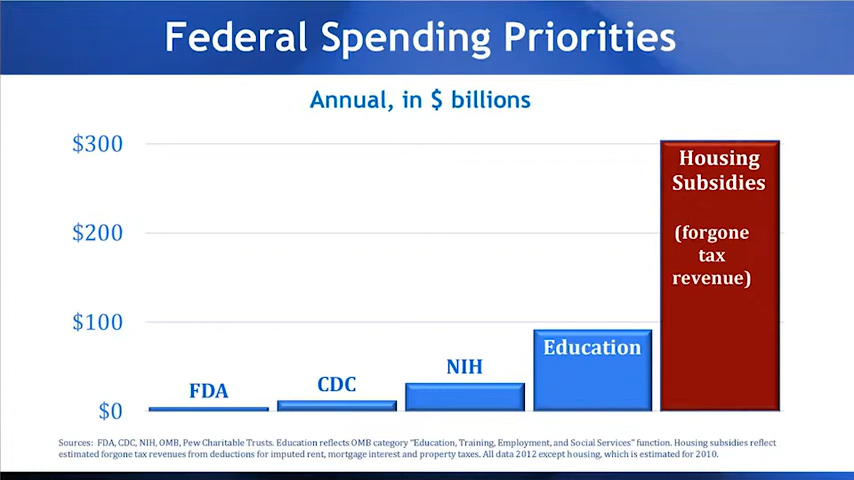 Federal Spending Priorities
Annual, in $ billions
$300
$200
$100
$0
FDA
CDC
NIH
Education
Housing
Subsidies
(forgone
tax
revenue)
Sources: FDA, CDC, NIH, OMB, Pew Charitable Trusts. Education reflects OMB category "Education, Training, Employment, and Social Services" function. Housing subsidies reflect
estimated forgone tax revenues from deductions for imputed rent, mortgage interest and property taxes. All data 2012 except housing, which is estimated for 2010.